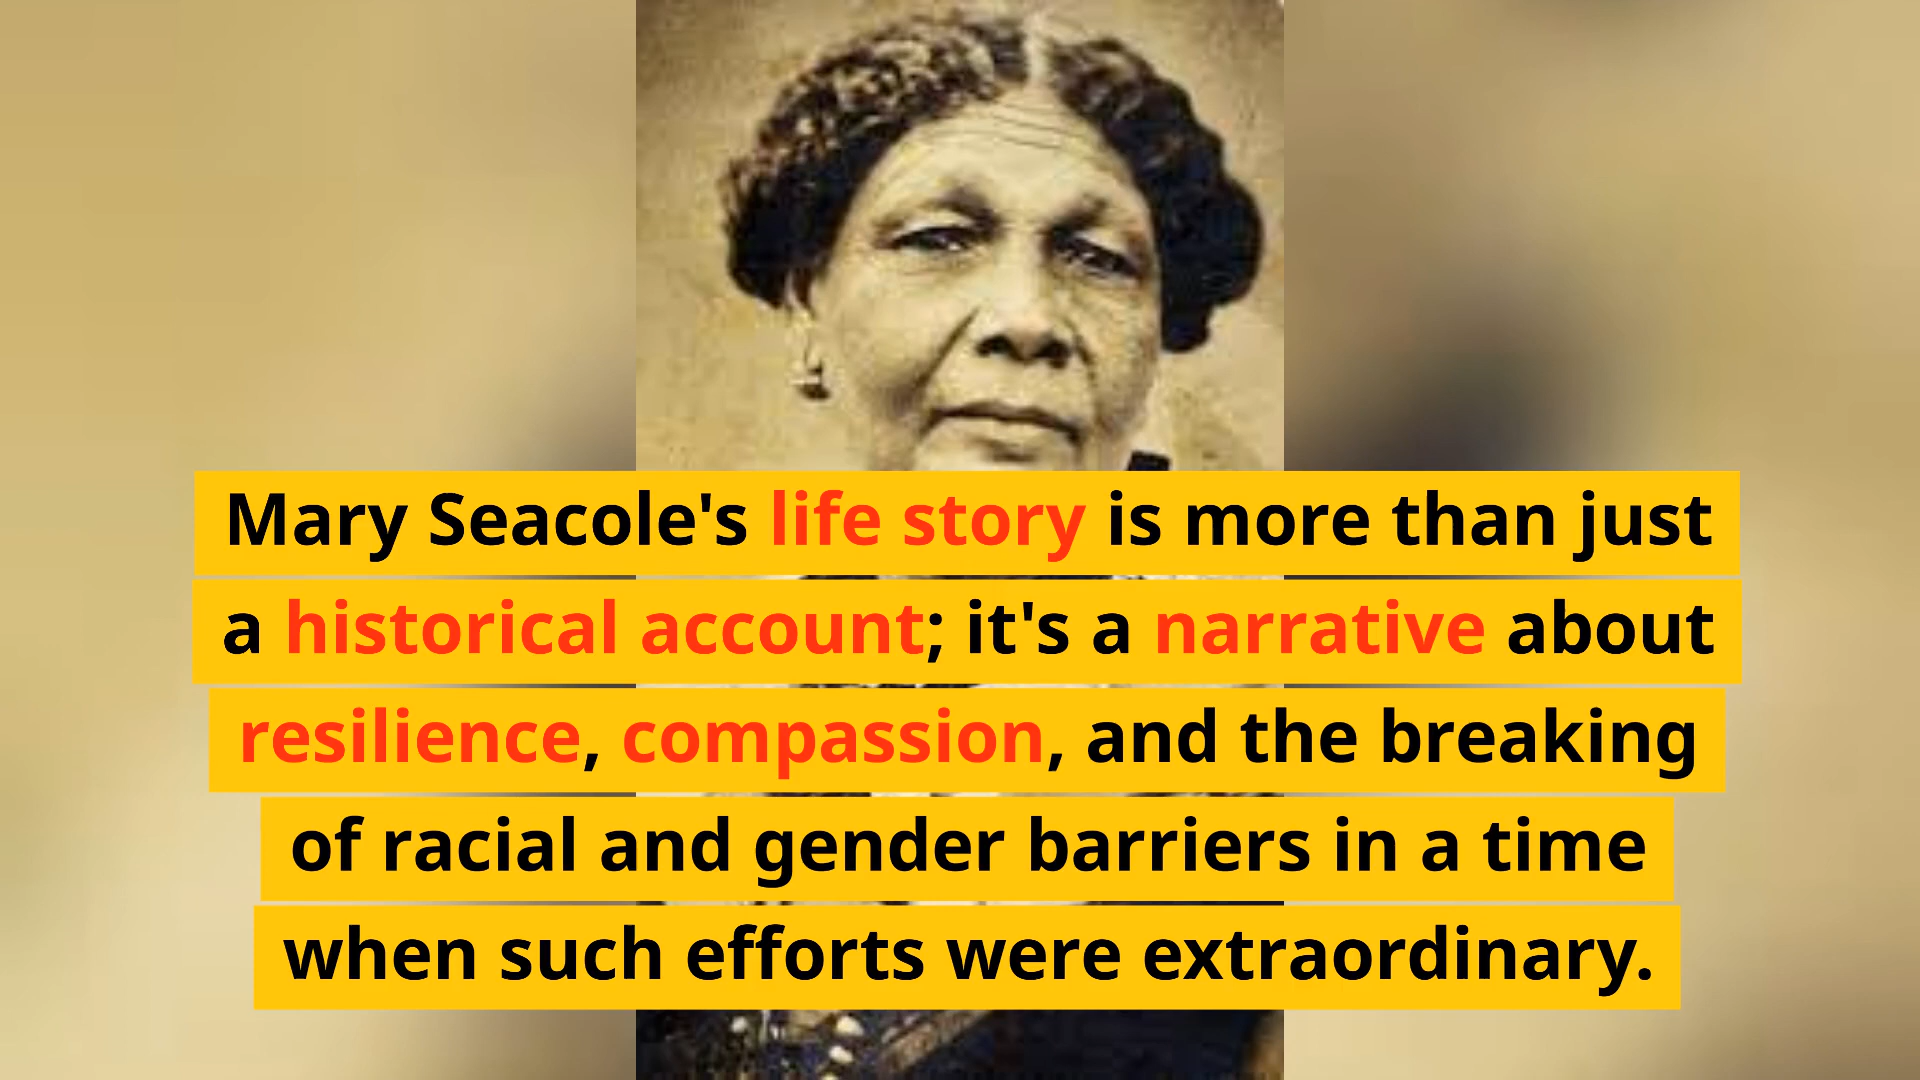 Mary Seacole's life story is more than just
a historical account; it's a narrative about
resilience, compassion, and the breaking
of racial and gender barriers in a time
when such efforts were extraordinary.